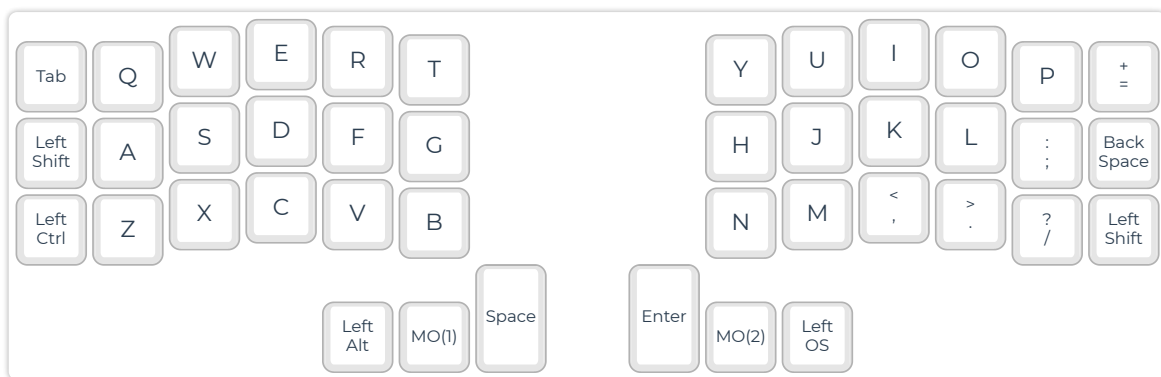 Tab Q W E R T Y U I O P +
=
Left
Shift A S D F G H J K L :
; Back
Space
Left
Ctrl Z X C V B N M <
, >
. ?
/ Left
Shift
Left
Alt MO(1) Space Enter MO(2) Left
OS